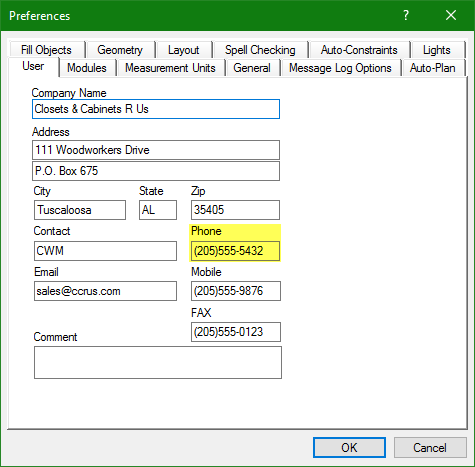 Preferences
?
Fill Objects Geometry Layout Spell Checking Auto-Constraints Lights
User Modules Measurement Units General Message Log Options Auto-Plan
Company Name
Closets & Cabinets R Us
Address
111 Woodworkers Drive
P.O. Box 675
City State Zip
Tuscaloosa AL 35405
Contact Phone
CWM (205)555-5432
Email Mobile
sales@ccrus.com (205)555-9876
FAX
(205)555-0123
Comment
OK Cancel